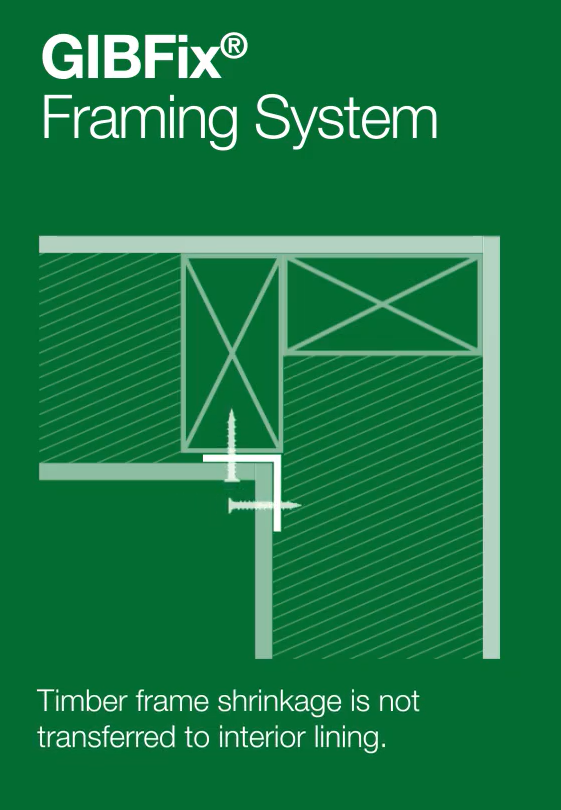 GIBFix®
Framing System
Timber frame shrinkage is not
transferred to interior lining.